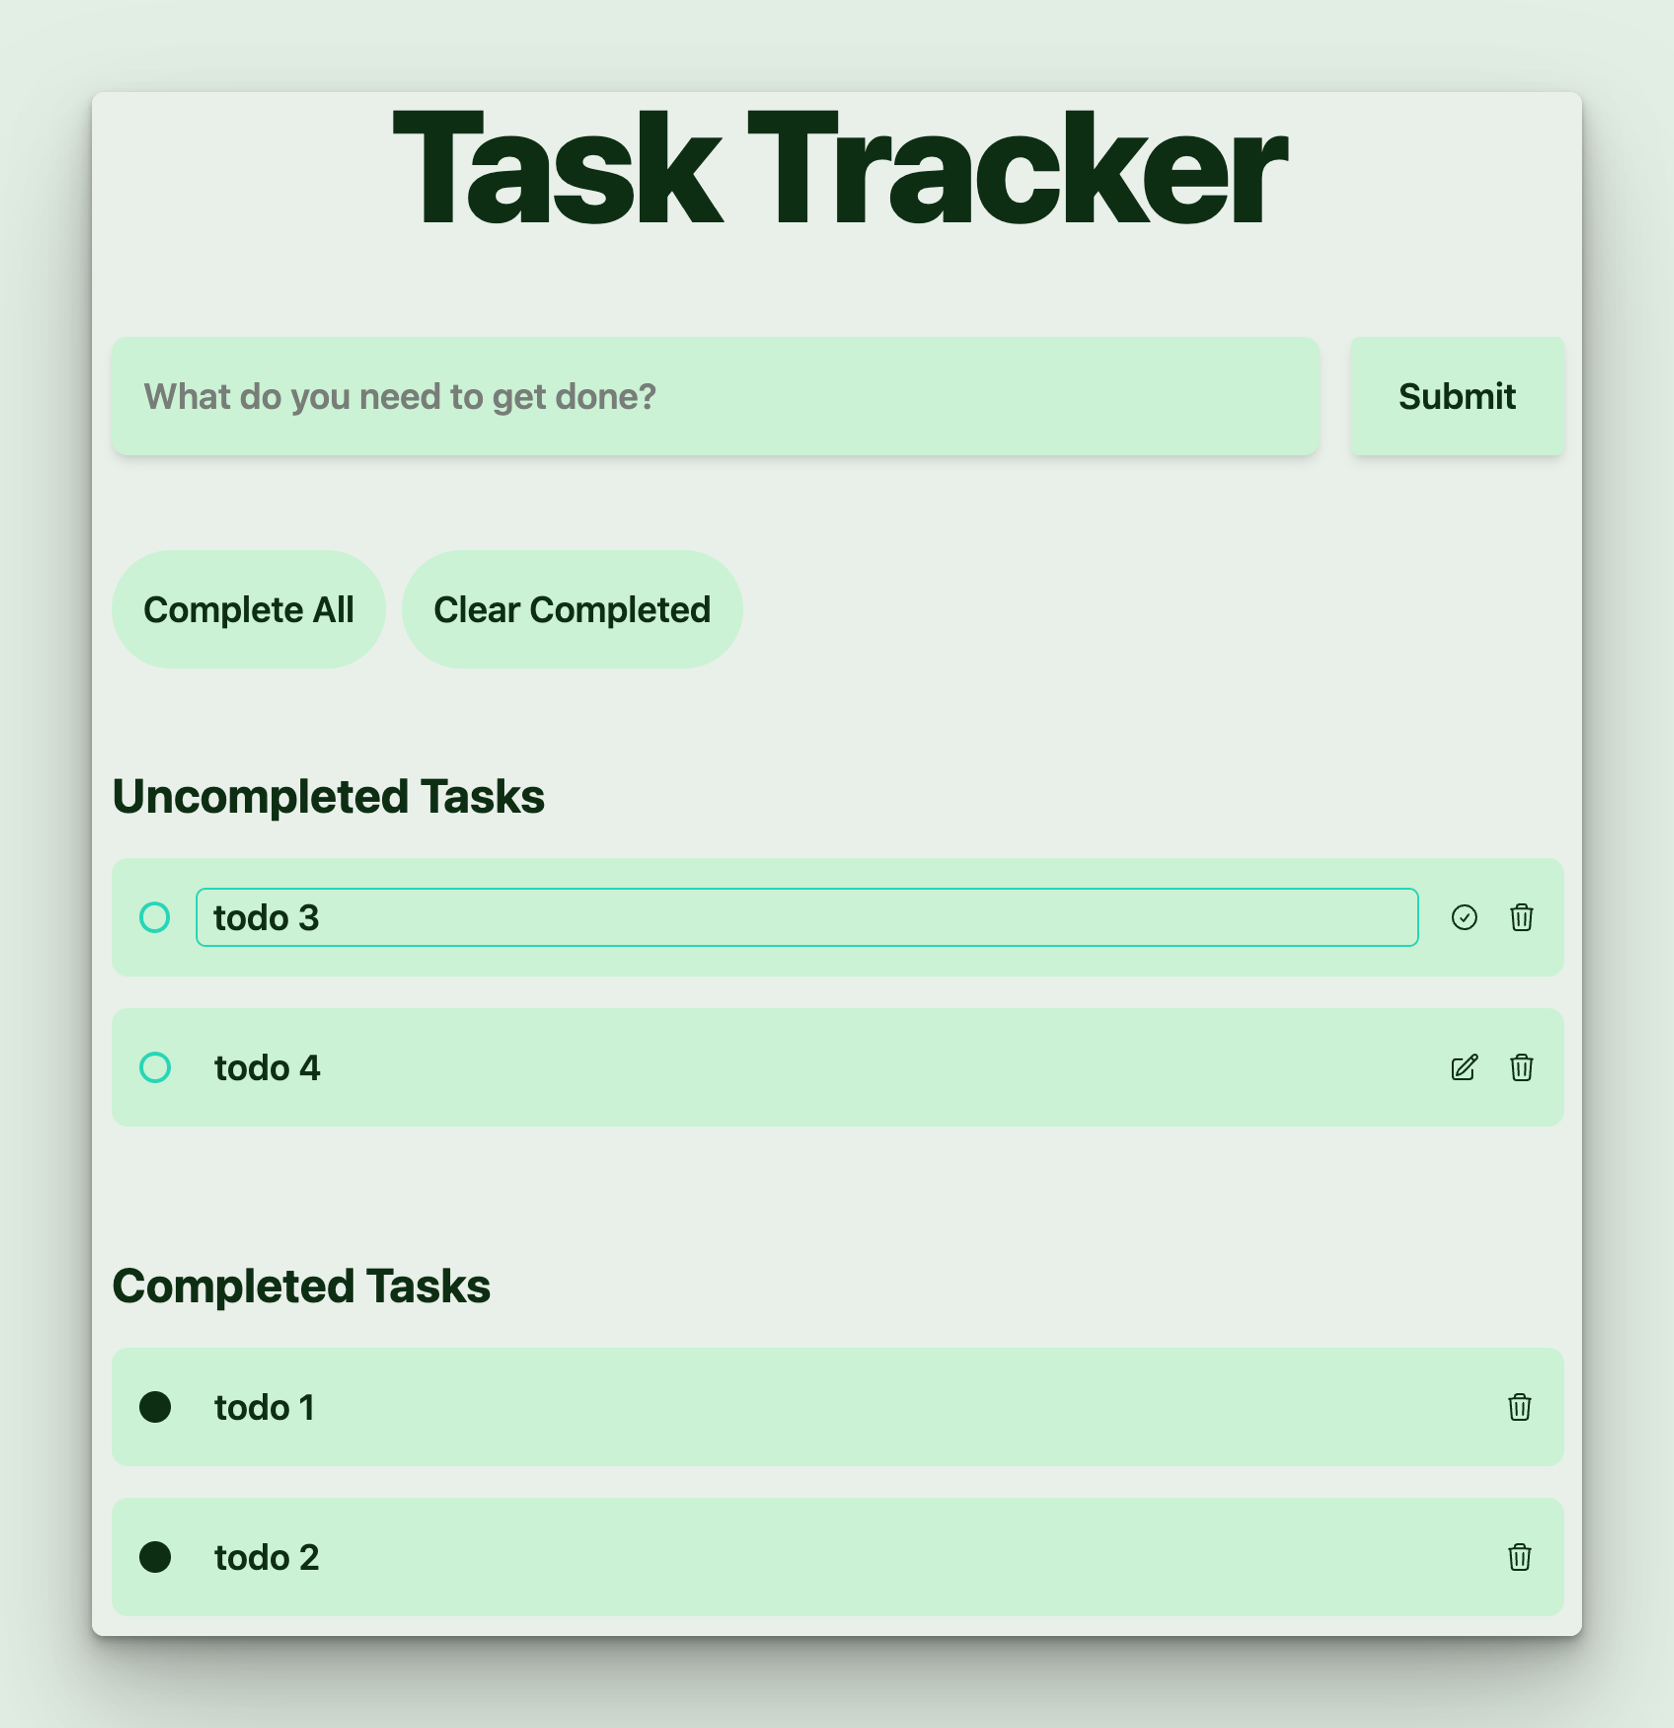 Task Tracker
What do you need to get done?
Submit
Complete All
Clear Completed
Uncompleted Tasks
todo 3
todo 4
Completed Tasks
todo 1
todo 2